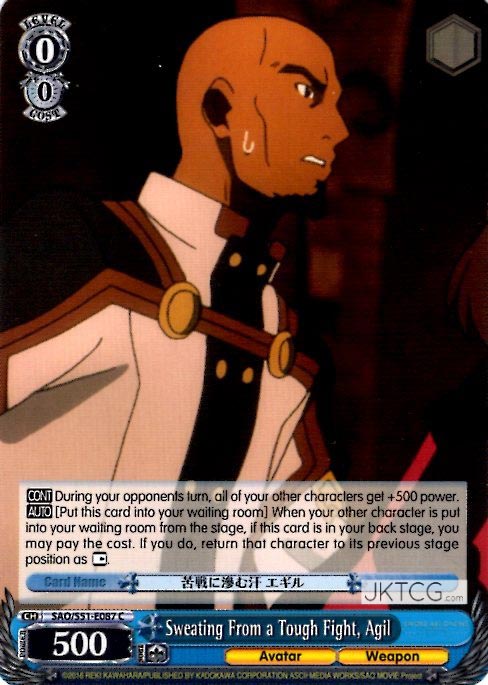 LEVEL
0
0
COST
CONT During your opponents turn, all of your other characters get +500 power.
AUTO [Put this card into your waiting room] When your other character is put
into your waiting room from the stage, if this card is in your back stage, you
may pay the cost. If you do, return that character to its previous stage
position as
Card Name
苦戦に滲む汗 エギル
JKTCG.com
CH SAO/S51-E087 C
POWER
500
SOUL
Sweating From a Tough Fight, Agil
Avatar
Weapon
©2016 REKI KAWAHARA/PUBLISHED BY KADOKAWA CORPORATION ASCII MEDIA WORKS/SAO MOVIE Project